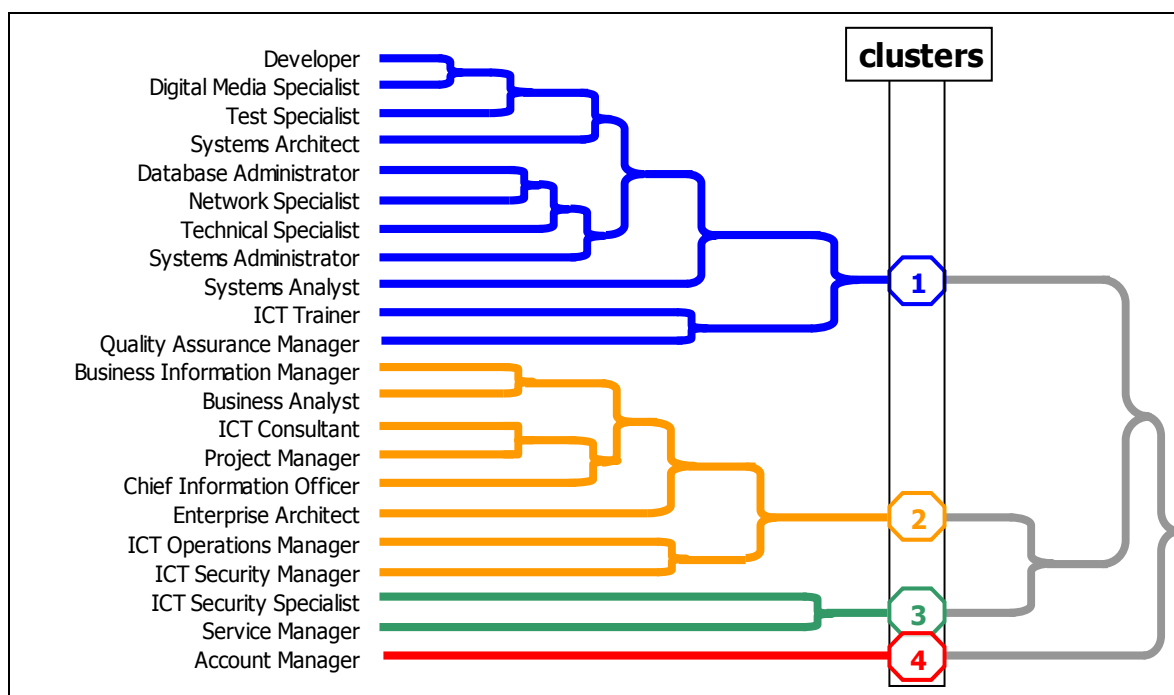 clusters
Developer
Digital Media Specialist
Test Specialist
Systems Architect
Database Administrator
Network Specialist
Technical Specialist
Systems Administrator
Systems Analyst
1
ICT Trainer
Quality Assurance Manager
Business Information Manager
Business Analyst
ICT Consultant
Project Manager
Chief Information Officer
Enterprise Architect
2
ICT Operations Manager
ICT Security Manager
ICT Security Specialist
3
Service Manager
Account Manager
4